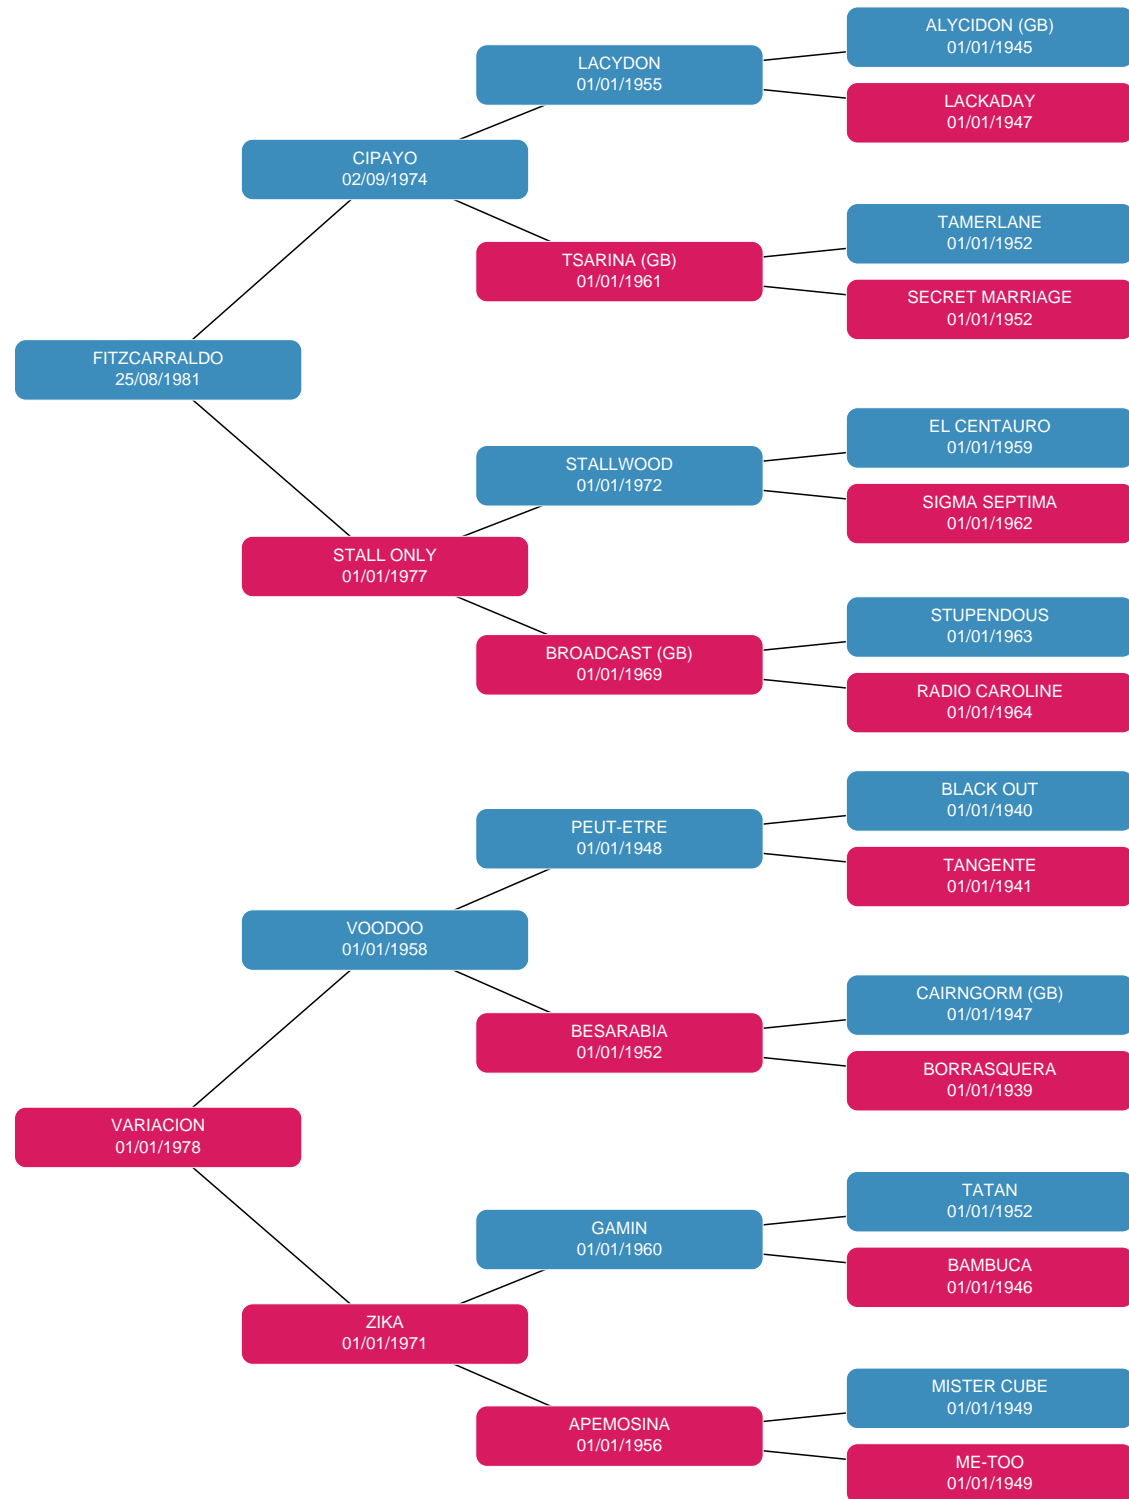 ALYCIDON (GB)
01/01/1945
LACYDON
01/01/1955
LACKADAY
01/01/1947
CIPAYO
02/09/1974
TAMERLANE
01/01/1952
TSARINA (GB)
01/01/1961
SECRET MARRIAGE
01/01/1952
FITZCARRALDO
25/08/1981
EL CENTAURO
01/01/1959
STALLWOOD
01/01/1972
SIGMA SEPTIMA
01/01/1962
STALL ONLY
01/01/1977
STUPENDOUS
01/01/1963
BROADCAST (GB)
01/01/1969
RADIO CAROLINE
01/01/1964
BLACK OUT
01/01/1940
PEUT-ETRE
01/01/1948
TANGENTE
01/01/1941
VOODOO
01/01/1958
CAIRNGORM (GB)
01/01/1947
BESARABIA
01/01/1952
BORRASQUERA
01/01/1939
VARIACION
01/01/1978
TATAN
01/01/1952
GAMIN
01/01/1960
BAMBUCA
01/01/1946
ZIKA
01/01/1971
MISTER CUBE
01/01/1949
APEMOSINA
01/01/1956
ME-TOO
01/01/1949